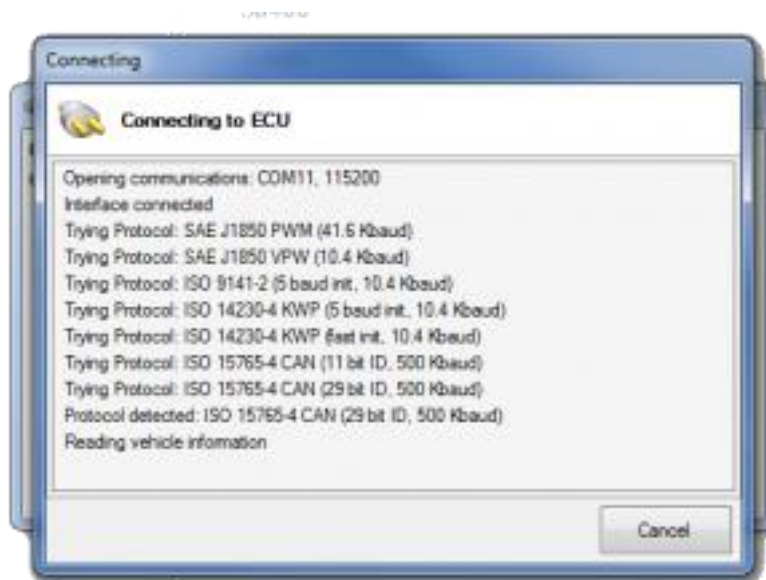 Connecting
Connecting to ECU
Opening communications: COM11, 115200
Interface connected
Trying Protocol: SAE J1850 PWM (41.6 Kbaud)
Trying Protocol: SAE J1850 VPW (10.4 Kbaud)
Trying Protocol: ISO 9141-2 (5 baud init, 10.4 Kbaud)
Trying Protocol: ISO 14230-4 KWP (5 baud init, 10.4 Kbaud)
Trying Protocol: ISO 14230-4 KWP (fast init, 10.4 Kbaud)
Trying Protocol: ISO 15765-4 CAN (11 bit ID, 500 Kbaud)
Trying Protocol: ISO 15765-4 CAN (29 bit ID, 500 Kbaud)
Protocol detected: ISO 15765-4 CAN (29 bit ID, 500 Kbaud)
Reading vehicle information
Cancel